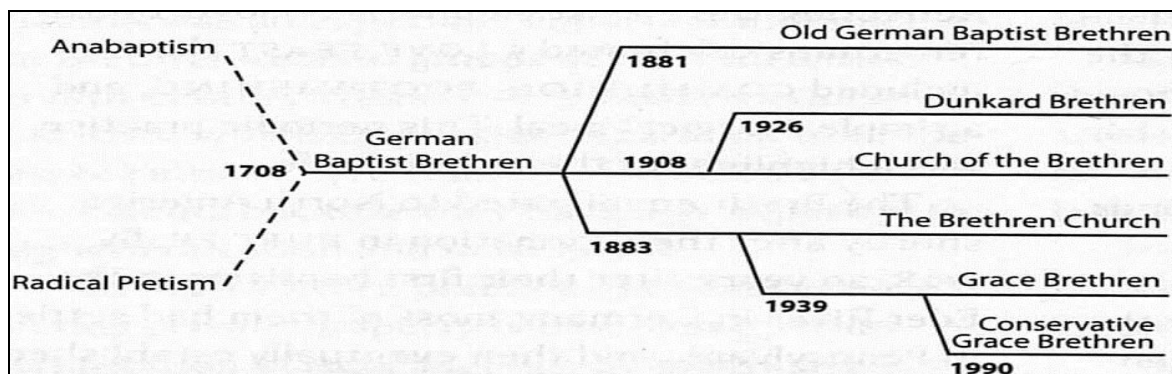 Anabaptism
Radical Pietism
1708
German
Baptist Brethren
1881
Old German Baptist Brethren
1926
Dunkard Brethren
1908
Church of the Brethren
1883
The Brethren Church
1939
Grace Brethren
Conservative
Grace Brethren
1990